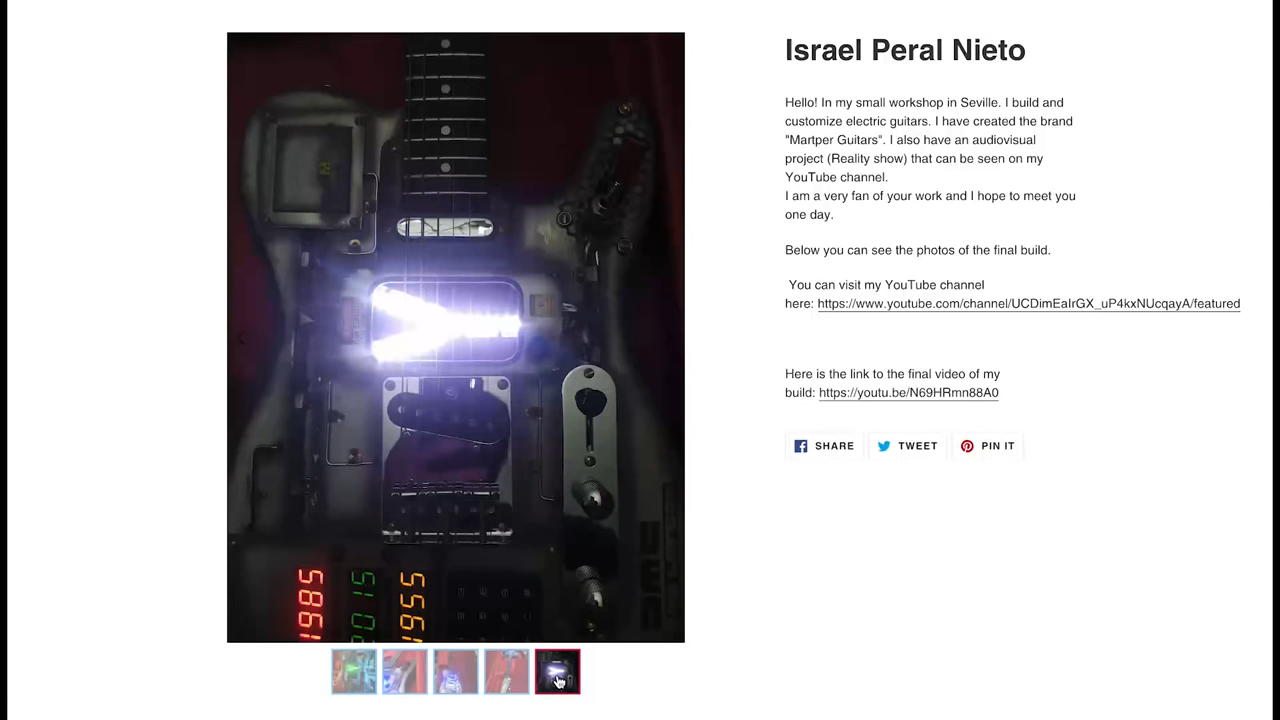 Israel Peral Nieto
Hello! In my small workshop in Seville. I build and
customize electric guitars. I have created the brand
"Martper Guitars". I also have an audiovisual
project (Reality show) that can be seen on my
YouTube channel.
I am a very fan of your work and I hope to meet you
one day.
Below you can see the photos of the final build.
You can visit my YouTube channel
here: https://www.youtube.com/channel/UCDimEaIrGX_uP4kxNUcqayA/featured
Here is the link to the final video of my
build: https://youtu.be/N69HRmn88A0
SHARE
TWEET
PIN IT
1985
2015
1955